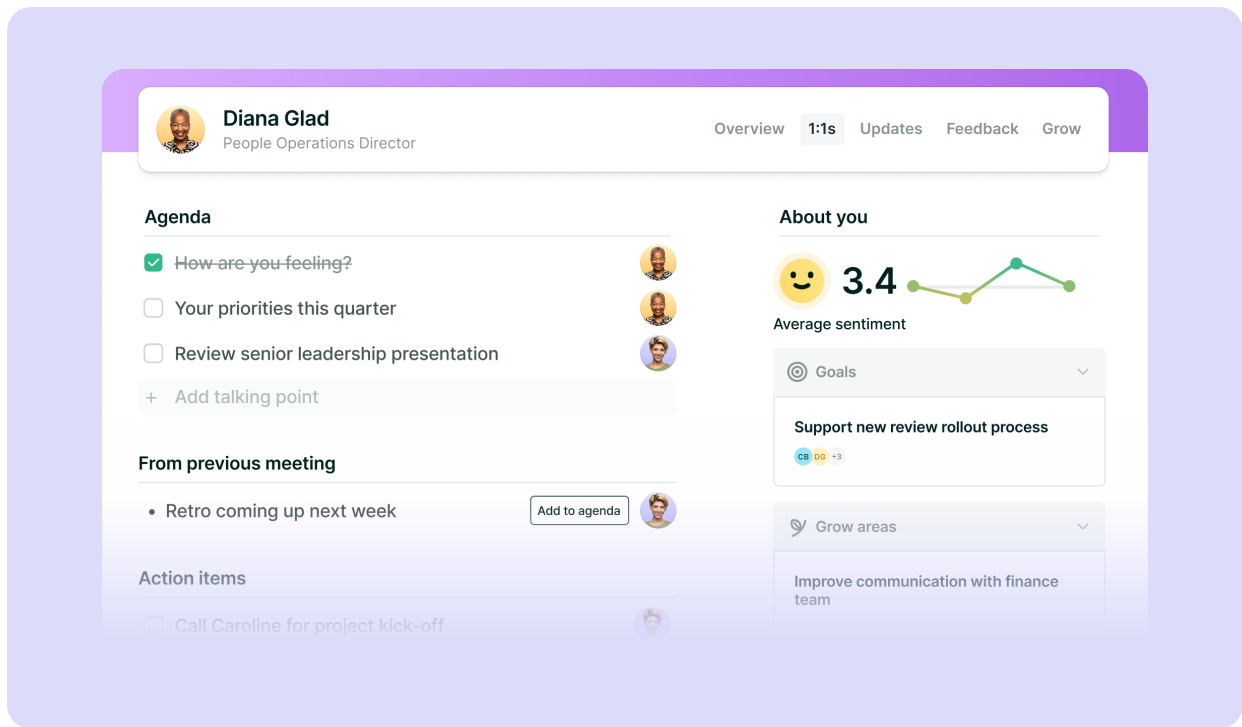 Diana Glad
People Operations Director
Overview
1:1s
Updates
Feedback
Grow
Agenda
How are you feeling?
Your priorities this quarter
Review senior leadership presentation
+ Add talking point
From previous meeting
• Retro coming up next week
Add to agenda
Action items
Call Caroline for project kick-off
About you
3.4
Average sentiment
Goals
Support new review rollout process
CB DG +3
Grow areas
Improve communication with finance
team